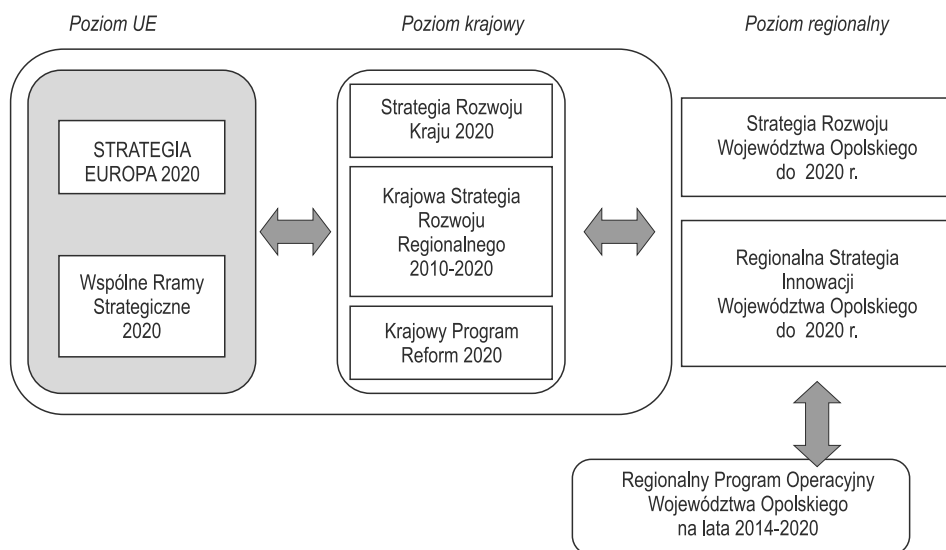 Poziom UE
Poziom krajowy
Poziom regionalny
STRATEGIA
EUROPA 2020
Wspólne Rramy
Strategiczne
2020
Strategia Rozwoju
Kraju 2020
Krajowa Strategia
Rozwoju
Regionalnego
2010-2020
Krajowy Program
Reform 2020
Strategia Rozwoju
Województwa Opolskiego
do 2020 r.
Regionalna Strategia
Innowacji
Województwa Opolskiego
do 2020 r.
Regionalny Program Operacyjny
Województwa Opolskiego
na lata 2014-2020